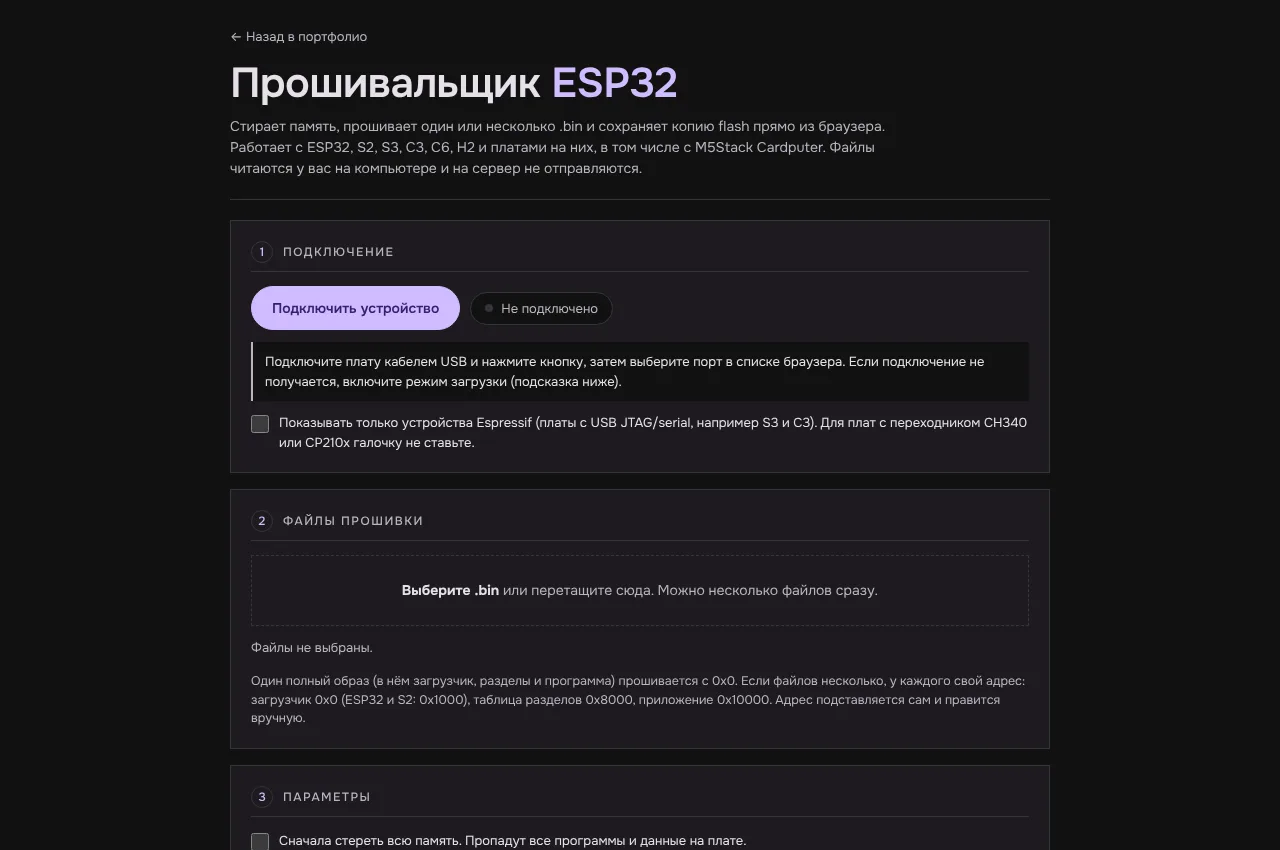 ← Назад в портфолио
Прошивальщик ESP32
Стирает память, прошивает один или несколько .bin и сохраняет копию flash прямо из браузера.
Работает с ESP32, S2, S3, C3, C6, H2 и платами на них, в том числе с M5Stack Cardputer. Файлы
читаются у вас на компьютере и на сервер не отправляются.
1 ПОДКЛЮЧЕНИЕ
Подключить устройство
Не подключено
Подключите плату кабелем USB и нажмите кнопку, затем выберите порт в списке браузера. Если подключение не
получается, включите режим загрузки (подсказка ниже).
Показывать только устройства Espressif (платы с USB JTAG/serial, например S3 и C3). Для плат с переходником CH340
или CP210x галочку не ставьте.
2 ФАЙЛЫ ПРОШИВКИ
Выберите .bin или перетащите сюда. Можно несколько файлов сразу.
Файлы не выбраны.
Один полный образ (в нём загрузчик, разделы и программа) прошивается с 0x0. Если файлов несколько, у каждого свой адрес:
загрузчик 0x0 (ESP32 и S2: 0x1000), таблица разделов 0x8000, приложение 0x10000. Адрес подставляется сам и правится
вручную.
3 ПАРАМЕТРЫ
Сначала стереть всю память. Пропадут все программы и данные на плате.